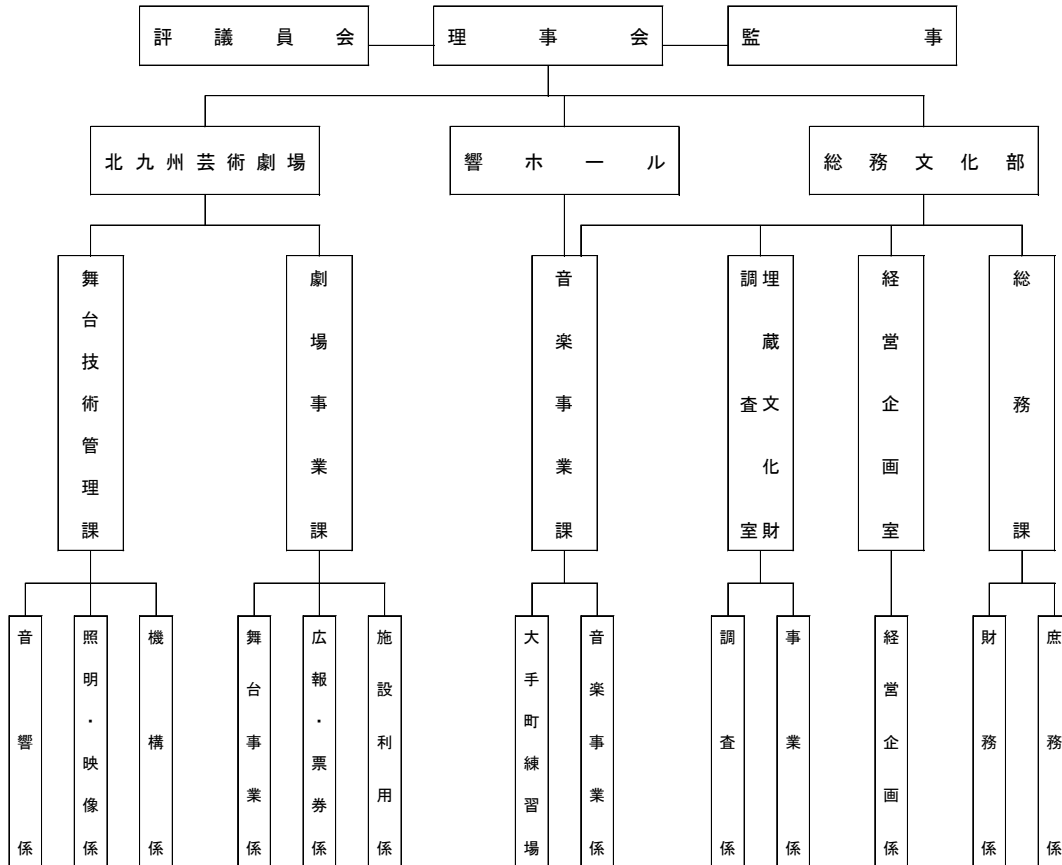 評議員会
理事会
監事
北九州芸術劇場
響ホール
総務文化部
舞台技術管理課
劇場事業課
音楽事業課
埋蔵文化財
調査室
経営企画室
総務課
音響係
照明・映像係
機構係
舞台事業係
広報・票券係
施設利用係
大手町練習場
音楽事業係
調査係
事業係
経営企画係
財務係
庶務係